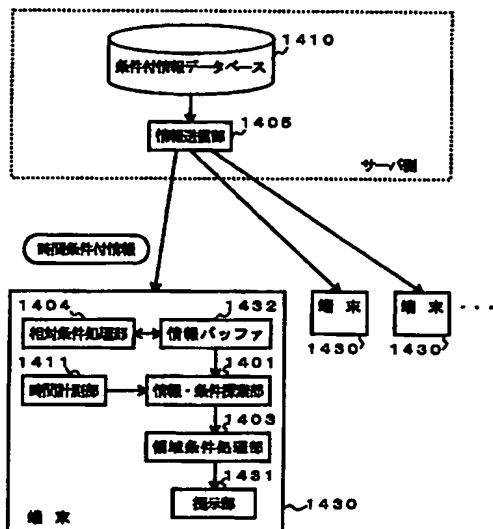 1410
条件付情報データベース
1405
情報送信部
サーバ側
時間条件付情報
1404
1432
相対条件処理部
情報バッファ
1411
1401
時間計測部
情報・条件
1403
領域条件処理部
1431
提示部
端 末
1430
端 末
1430
端 末
1430
・・・